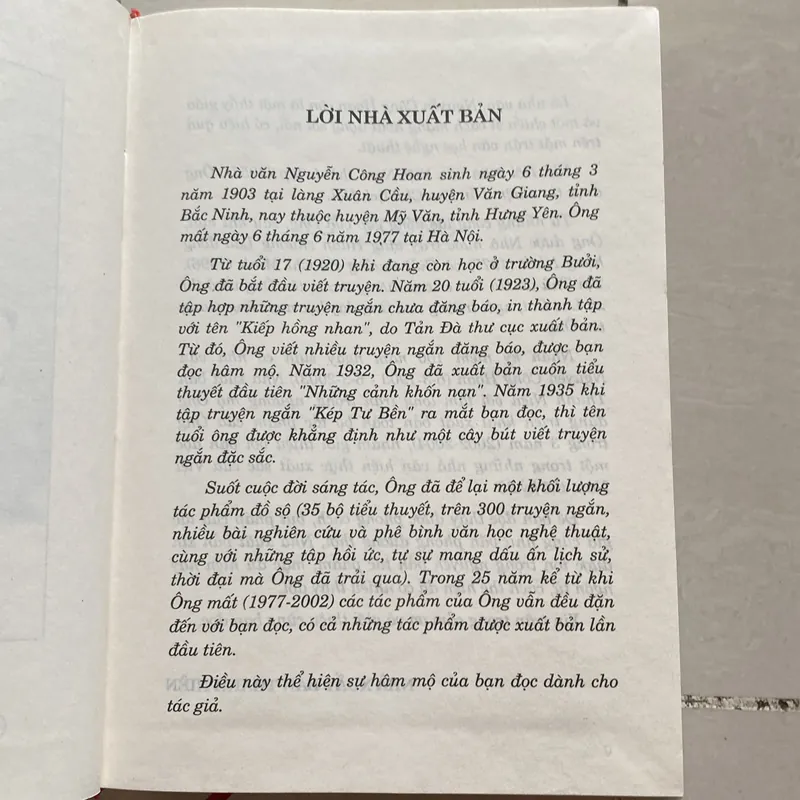 LỜI NHÀ XUẤT BẢN
Nhà văn Nguyễn Công Hoan sinh ngày 6 tháng 3
năm 1903 tại làng Xuân Cầu, huyện Văn Giang, tỉnh
Bắc Ninh, nay thuộc huyện Mỹ Văn, tỉnh Hưng Yên. Ông
mất ngày 6 tháng 6 năm 1977 tại Hà Nội.
Từ tuổi 17 (1920) khi đang còn học ở trường Bưởi,
Ông đã bắt đầu viết truyện. Năm 20 tuổi (1923), Ông đã
tập hợp những truyện ngắn chưa đăng báo, in thành tập
với tên "Kiếp hồng nhan", do Tản Đà thư cục xuất bản.
Từ đó, Ông viết nhiều truyện ngắn đăng báo, được bạn
đọc hâm mộ. Năm 1932, Ông đã xuất bản cuốn tiểu
thuyết đầu tiên "Những cảnh khốn nạn". Năm 1935 khi
tập truyện ngắn "Kép Tư Bền" ra mắt bạn đọc, thì tên
tuổi ông được khẳng định như một cây bút viết truyện
ngắn đặc sắc.
Suốt cuộc đời sáng tác, Ông đã để lại một khối lượng
tác phẩm đồ sộ (35 bộ tiểu thuyết, trên 300 truyện ngắn,
nhiều bài nghiên cứu và phê bình văn học nghệ thuật,
cùng với những tập hồi ức, tự sự mang dấu ấn lịch sử,
thời đại mà Ông đã trải qua). Trong 25 năm kể từ khi
Ông mất (1977-2002) các tác phẩm của Ông vẫn đều đặn
đến với bạn đọc, có cả những tác phẩm được xuất bản lần
đầu tiên.
Điều này thể hiện sự hâm mộ của bạn đọc dành cho
tác giả.